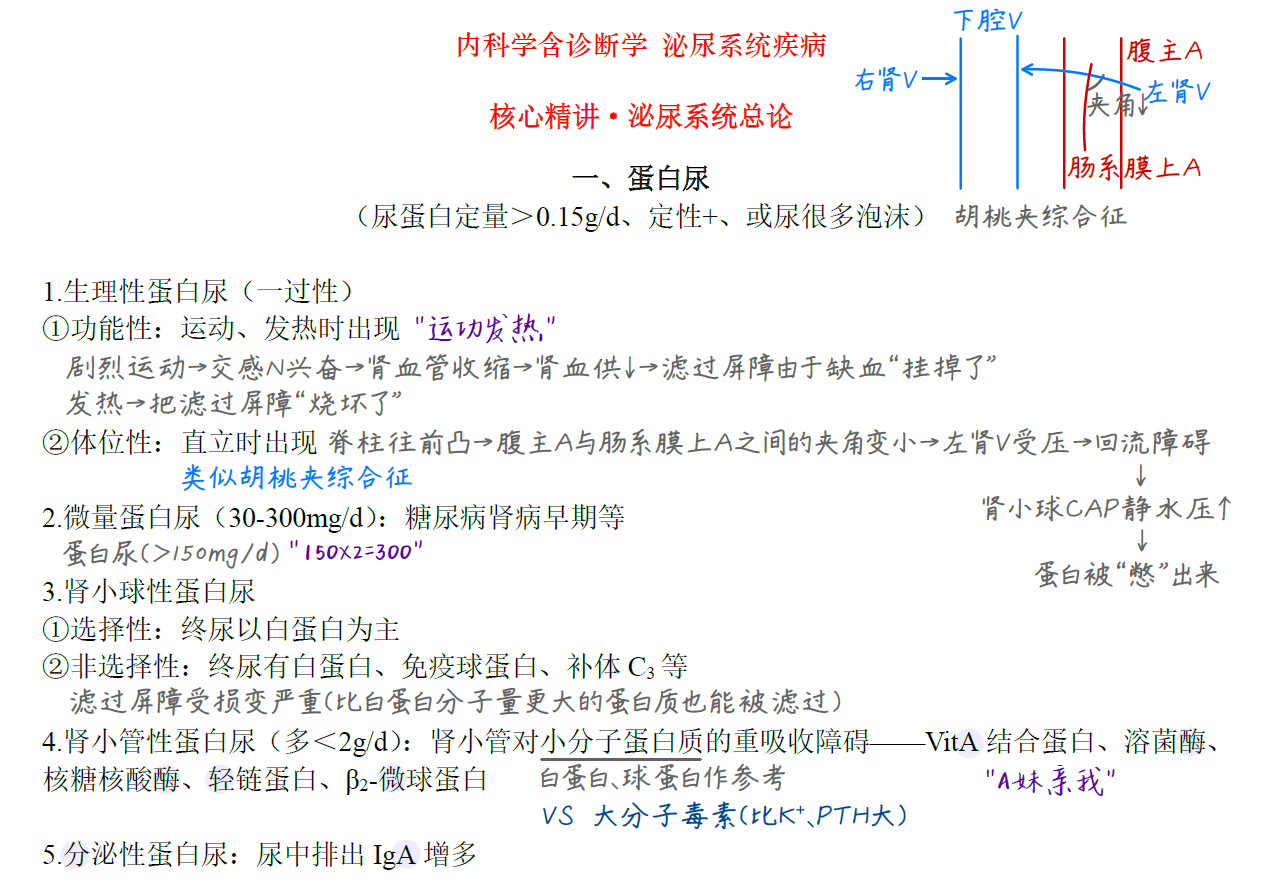 内科学含诊断学 泌尿系统疾病
核心精讲·泌尿系统总论
下腔V
腹主A
右肾V
左肾V
夹角↓
肠系膜上A
胡桃夹综合征
一、蛋白尿
（尿蛋白定量＞0.15g/d、定性+、或尿很多泡沫）
1.生理性蛋白尿（一过性）
①功能性：运动、发热时出现 "运功发热"
剧烈运动→交感N兴奋→肾血管收缩→肾血供↓→滤过屏障由于缺血“挂掉了”
发热→把滤过屏障“烧坏了”
②体位性：直立时出现 脊柱往前凸→腹主A与肠系膜上A之间的夹角变小→左肾V受压→回流障碍
类似胡桃夹综合征
↓
肾小球CAP静水压↑
↓
蛋白被“憋”出来
2.微量蛋白尿（30-300mg/d）：糖尿病肾病早期等
蛋白尿(>150mg/d) "150X2=300"
3.肾小球性蛋白尿
①选择性：终尿以白蛋白为主
②非选择性：终尿有白蛋白、免疫球蛋白、补体 C₃ 等
滤过屏障受损变严重(比白蛋白分子量更大的蛋白质也能被滤过)
4.肾小管性蛋白尿（多＜2g/d）：肾小管对小分子蛋白质的重吸收障碍——VitA 结合蛋白、溶菌酶、
核糖核酸酶、轻链蛋白、β₂-微球蛋白
白蛋白、球蛋白作参考
"A妹亲我"
VS 大分子毒素(比K⁺、PTH大)
5.分泌性蛋白尿：尿中排出 IgA 增多